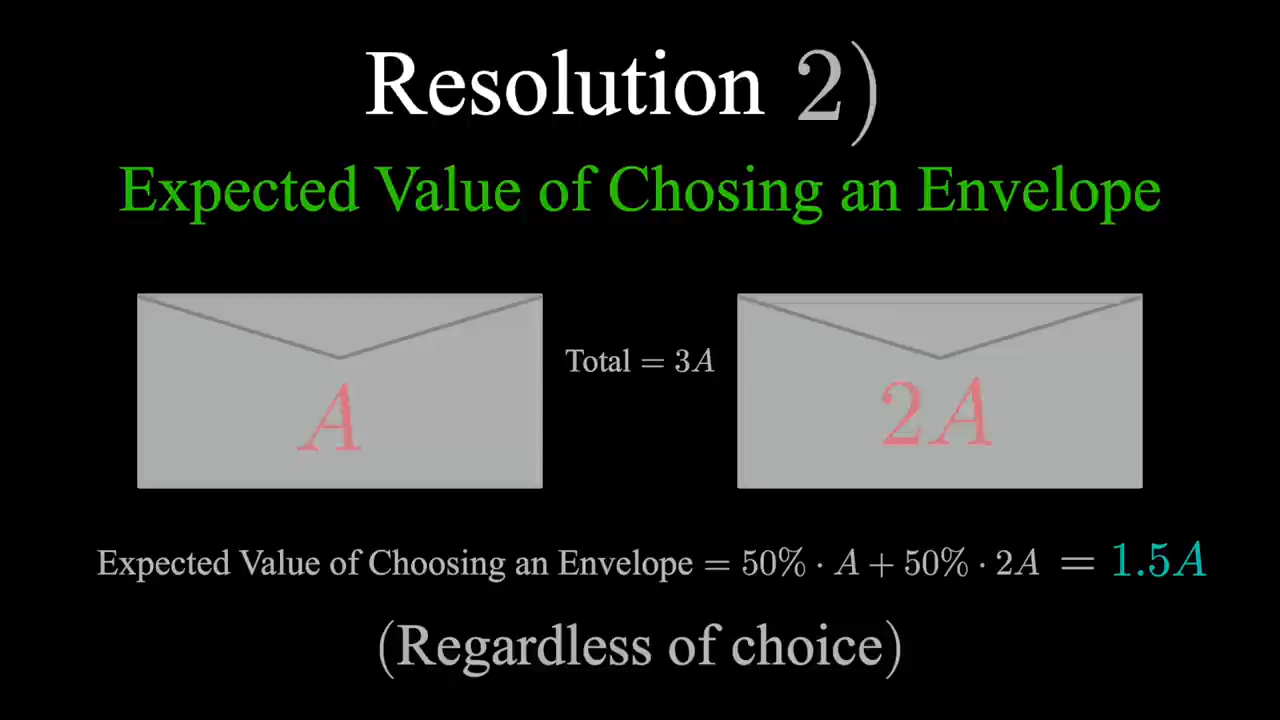 Resolution 2)
Expected Value of Chosing an Envelope
A
Total = 3A
2A
Expected Value of Choosing an Envelope = 50% · A + 50% · 2A = 1.5A
(Regardless of choice)